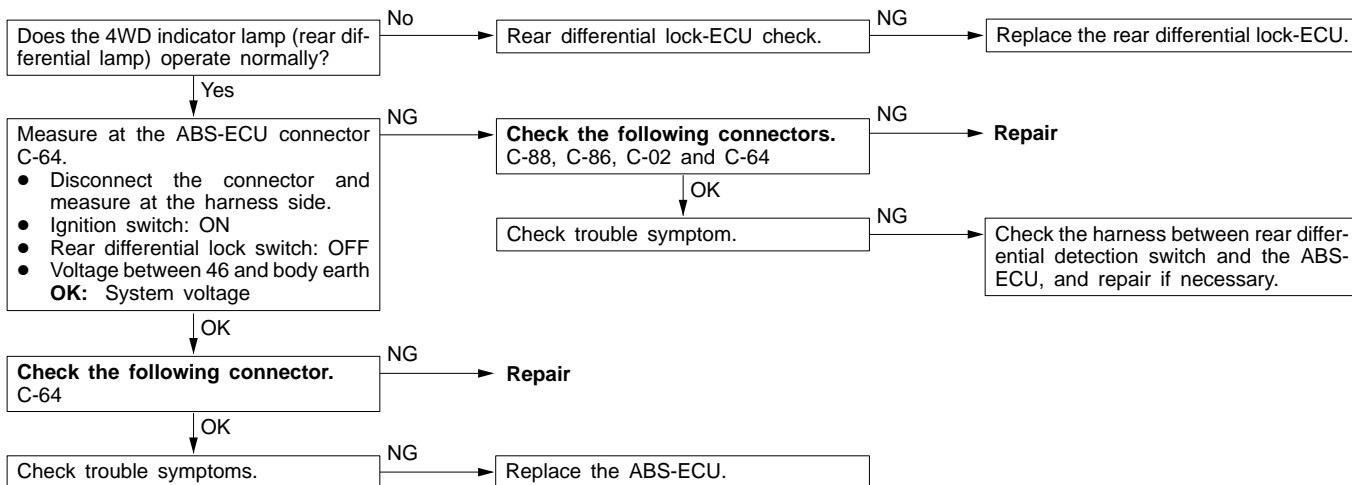 Does the 4WD indicator lamp (rear dif-
ferential lamp) operate normally?
No
Rear differential lock-ECU check.
NG
Replace the rear differential lock-ECU.
Yes
Measure at the ABS-ECU connector
C-64.
● Disconnect the connector and
measure at the harness side.
● Ignition switch: ON
● Rear differential lock switch: OFF
● Voltage between 46 and body earth
OK: System voltage
NG
Check the following connectors.
C-88, C-86, C-02 and C-64
NG
Repair
OK
Check trouble symptom.
NG
Check the harness between rear differ-
ential detection switch and the ABS-
ECU, and repair if necessary.
OK
Check the following connector.
C-64
NG
Repair
OK
Check trouble symptoms.
NG
Replace the ABS-ECU.